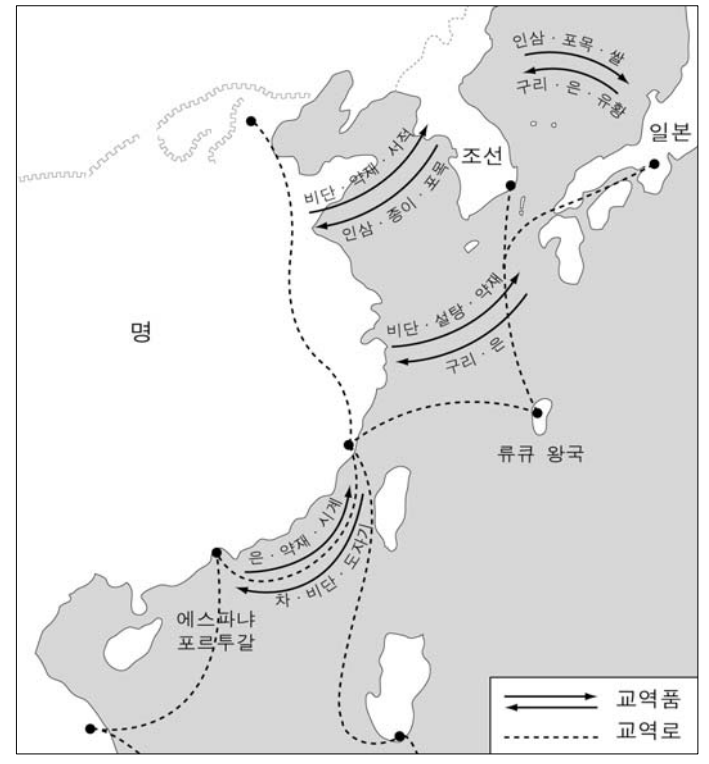 인삼 · 포목 · 쌀
구리 · 은 · 유황
일본
조선
비단 · 약재 · 서적
인삼 · 종이 · 포목
명
비단 · 설탕 · 약재
구리 · 은
류큐 왕국
은 · 약재 · 시계
차 · 비단 · 도자기
에스파냐
포르투갈
교역품
교역로